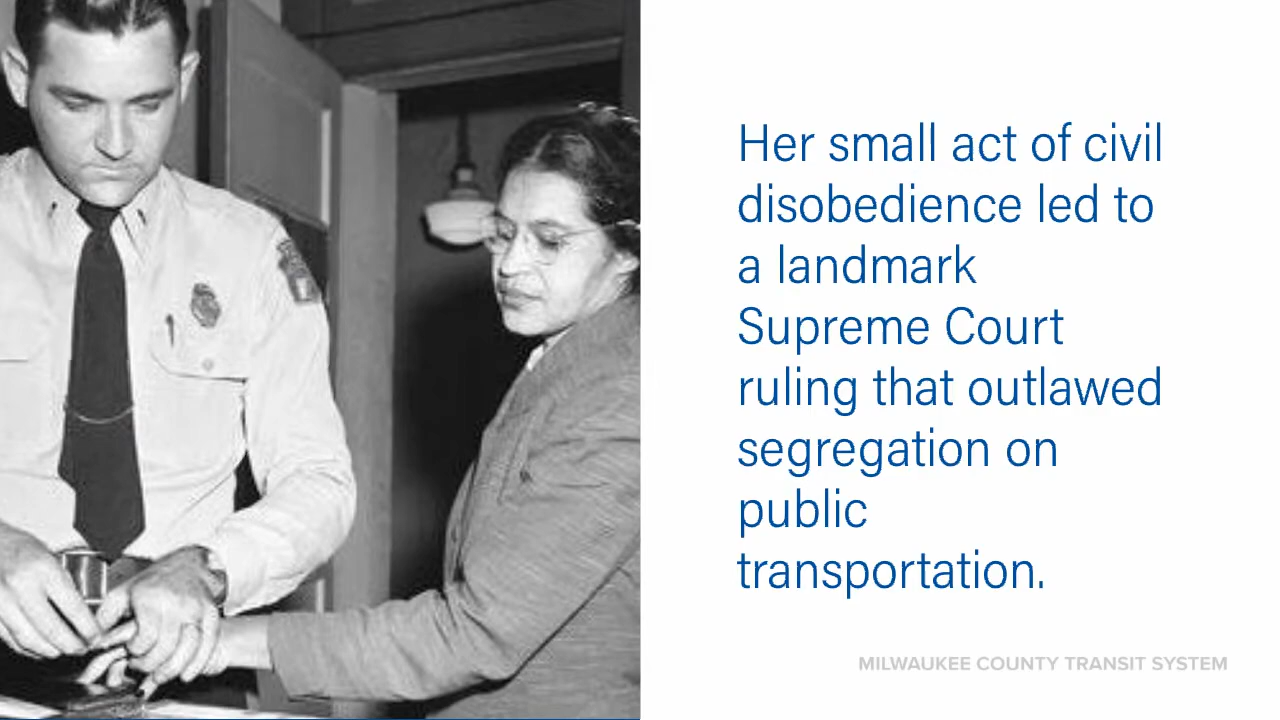 Her small act of civil
disobedience led to
a landmark
Supreme Court
ruling that outlawed
segregation on
public
transportation.
MILWAUKEE COUNTY TRANSIT SYSTEM